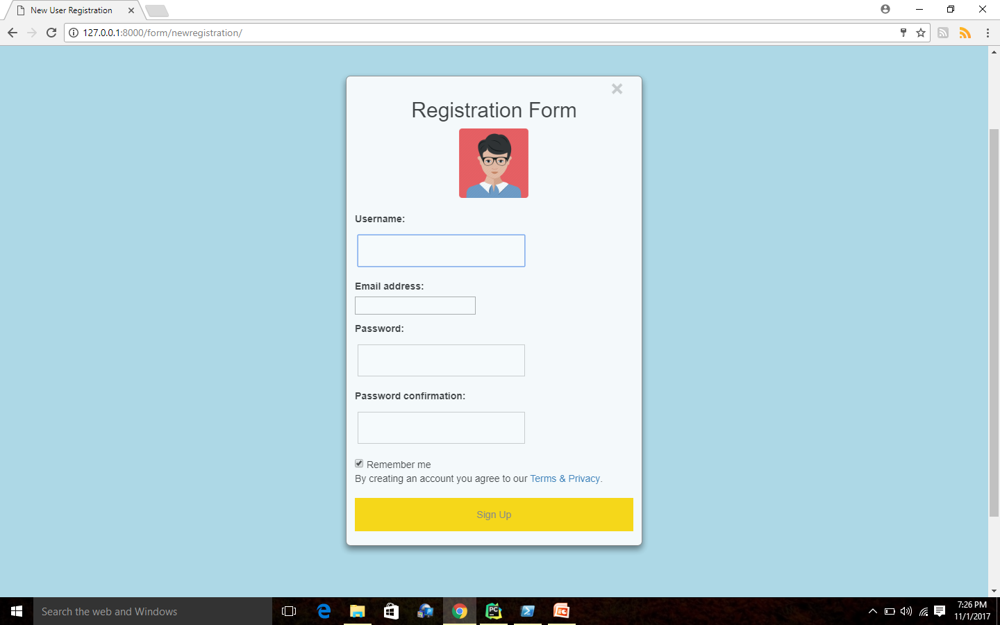 New User Registration
127.0.0.1:8000/form/newregistration/
Registration Form
Username:
Email address:
Password:
Password confirmation:
Remember me
By creating an account you agree to our Terms & Privacy.
Sign Up
Search the web and Windows
7:26 PM
11/1/2017